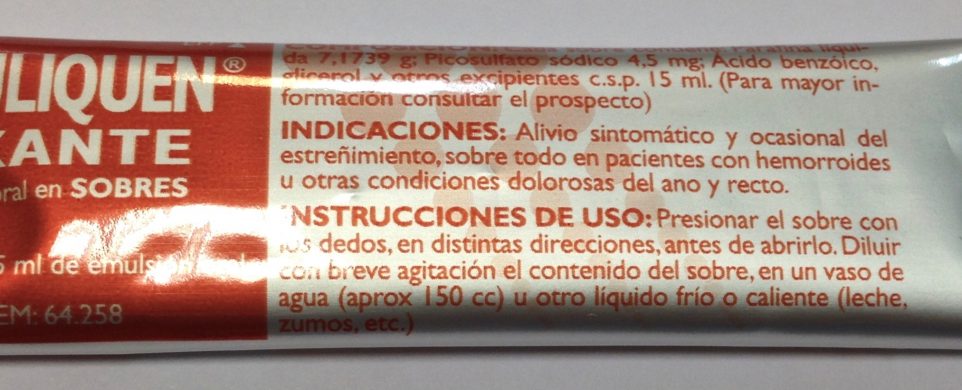 LIQUEN®
ANTE
oral en SOBRES
5 ml de emulsión
EM: 64.258
da 7,1739 g; Picosulfato sódico 4,5 mg; Ácido benzóico,
glicerol y otros excipientes c.s.p. 15 ml. (Para mayor in-
formación consultar el prospecto)
INDICACIONES: Alivio sintomático y ocasional del
estreñimiento, sobre todo en pacientes con hemorroides
u otras condiciones dolorosas del ano y recto.
INSTRUCCIONES DE USO: Presionar el sobre con
los dedos, en distintas direcciones, antes de abrirlo. Diluir
con breve agitación el contenido del sobre, en un vaso de
agua (aprox 150 cc) u otro líquido frío o caliente (leche,
zumos, etc.)